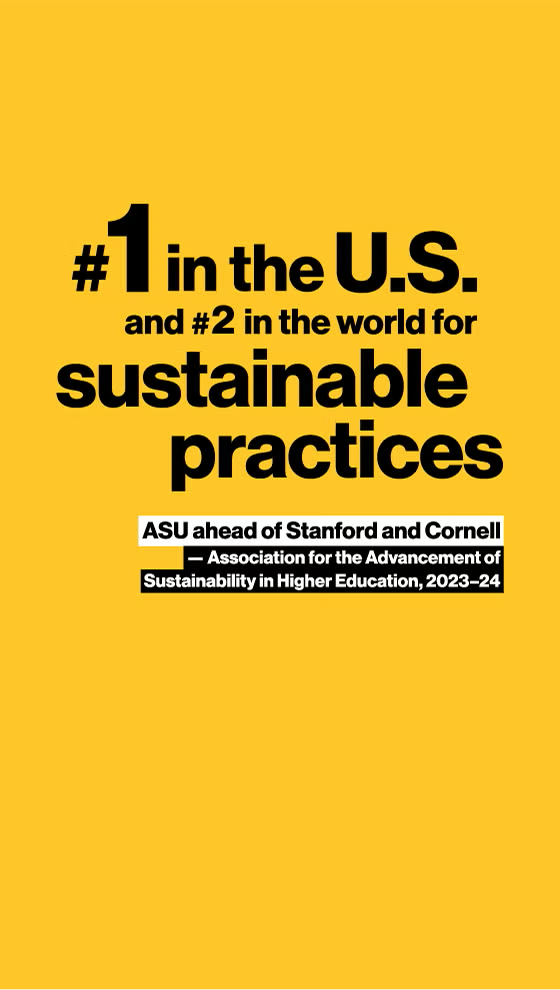 #1 in the U.S.
and #2 in the world for
sustainable
practices
ASU ahead of Stanford and Cornell
— Association for the Advancement of
Sustainability in Higher Education, 2023–24